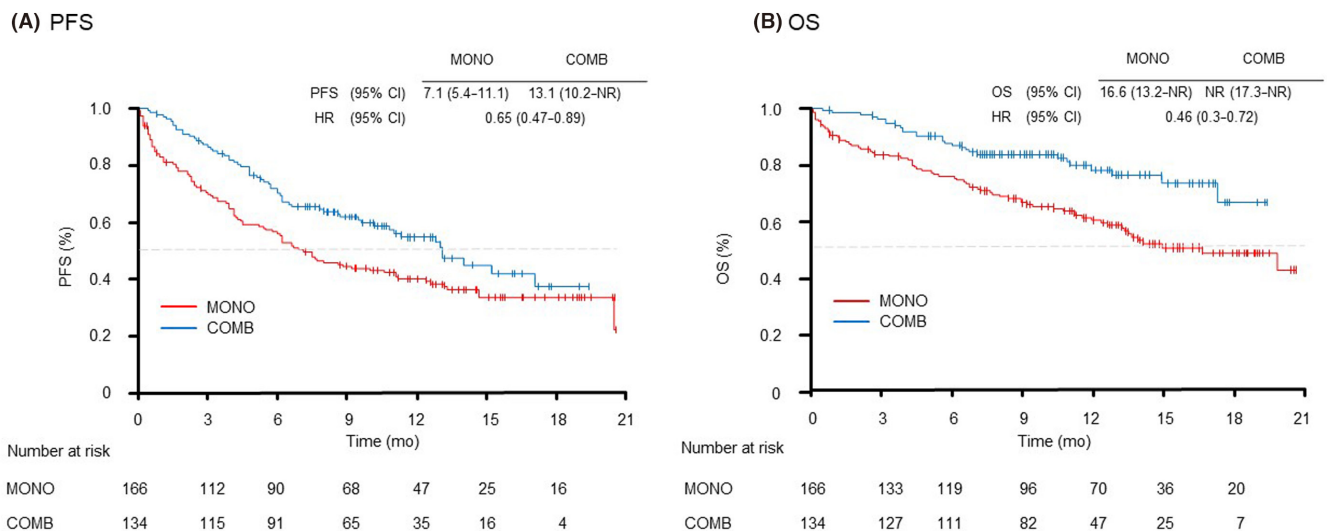 (A) PFS
MONO COMB
PFS (95% CI) 7.1 (5.4–11.1) 13.1 (10.2–NR)
HR (95% CI) 0.65 (0.47–0.89)
PFS (%)
1.0
0.8
0.6
0.4
0.2
0
MONO
COMB
0 3 6 9 12 15 18 21
Time (mo)
Number at risk
MONO 166 112 90 68 47 25 16
COMB 134 115 91 65 35 16 4
(B) OS
MONO COMB
OS (95% CI) 16.6 (13.2–NR) NR (17.3–NR)
HR (95% CI) 0.46 (0.3–0.72)
OS (%)
1.0
0.8
0.6
0.4
0.2
0
MONO
COMB
0 3 6 9 12 15 18 21
Time (mo)
Number at risk
MONO 166 133 119 96 70 36 20
COMB 134 127 111 82 47 25 7